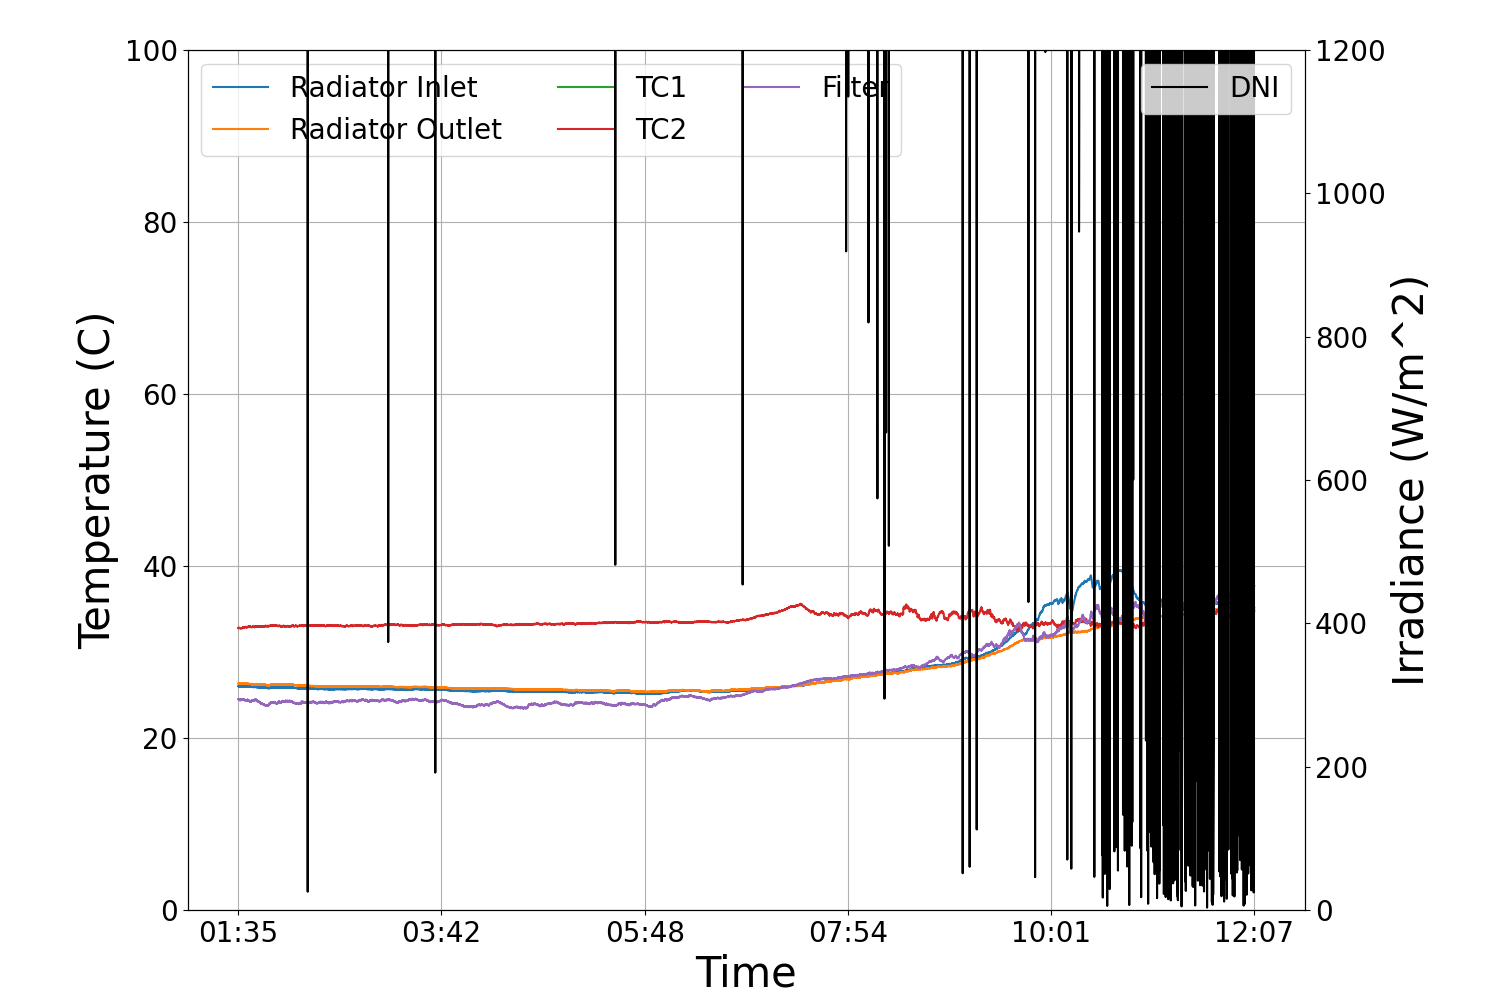 100
80
60
40
20
0
Temperature (C)
Radiator Inlet
Radiator Outlet
TC1
TC2
Filter
DNI
1200
1000
800
600
400
200
0
Irradiance (W/m^2)
01:35 03:42 05:48 07:54 10:01 12:07
Time